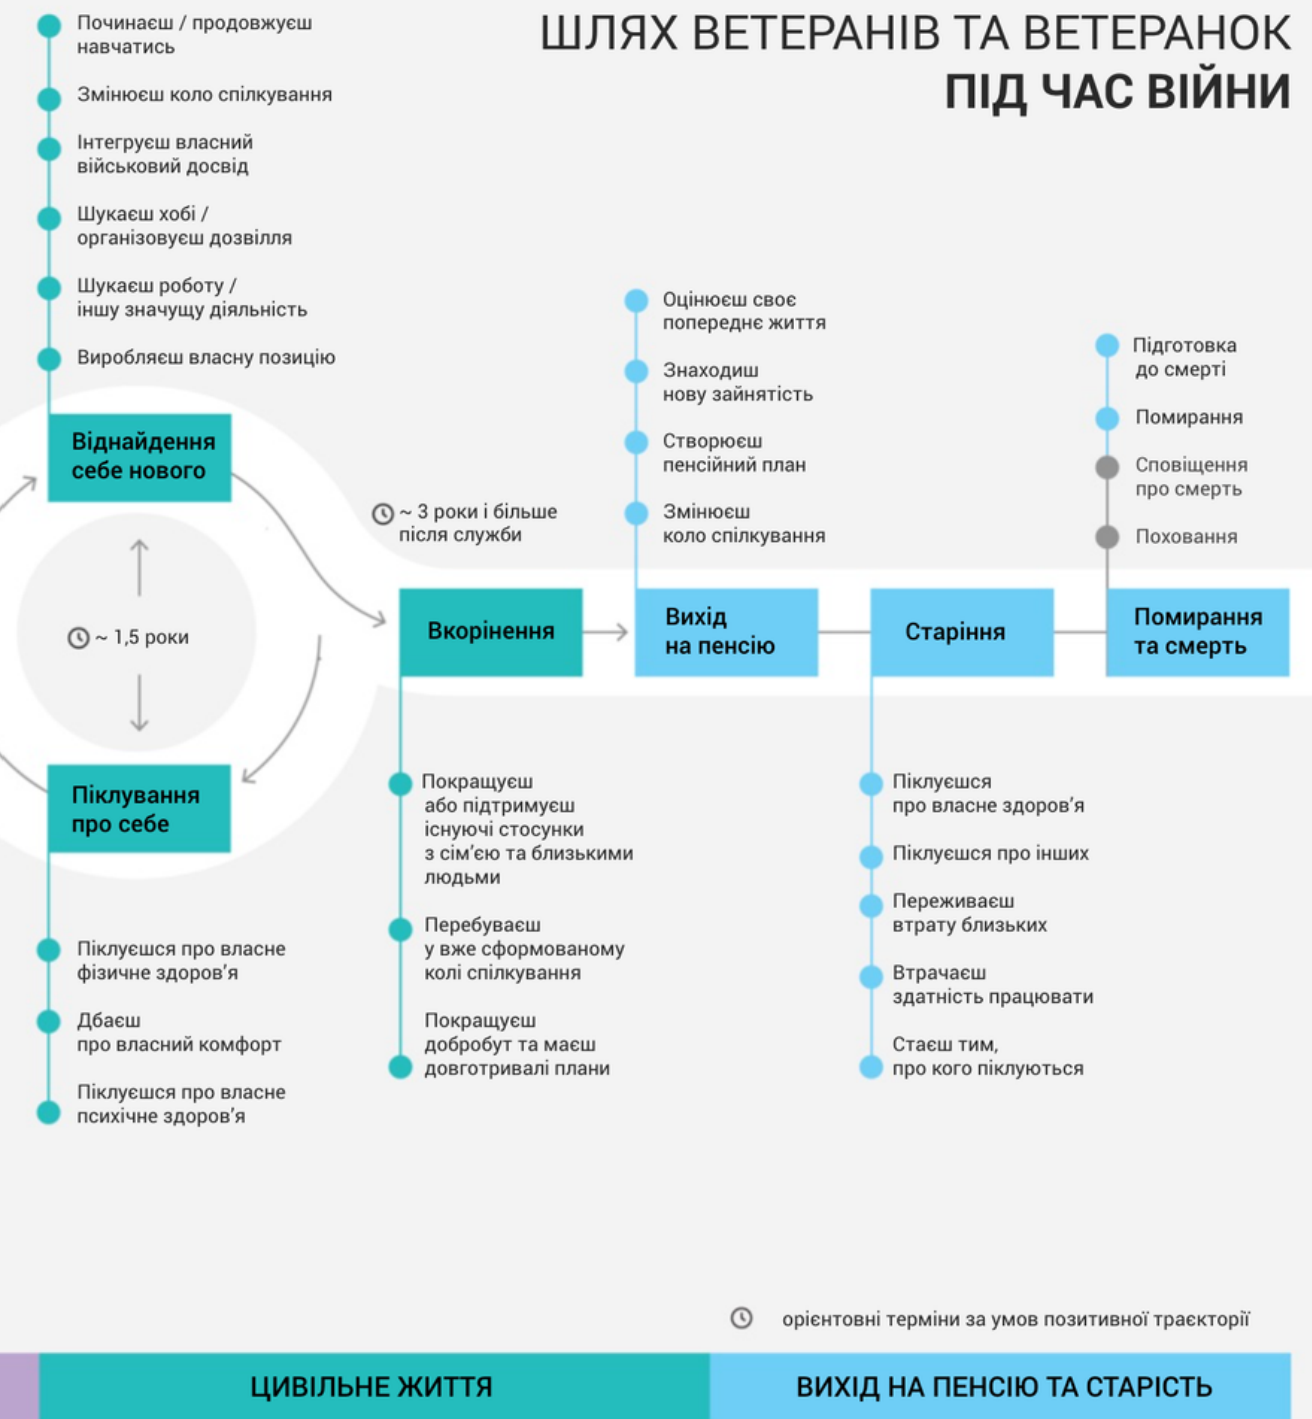 ШЛЯХ ВЕТЕРАНІВ ТА ВЕТЕРАНОК
ПІД ЧАС ВІЙНИ
Починаєш / продовжуєш
навчатись
Змінюєш коло спілкування
Інтегруєш власний
військовий досвід
Шукаєш хобі /
організовуєш дозвілля
Шукаєш роботу /
іншу значущу діяльність
Виробляєш власну позицію
Віднайдення
себе нового
~ 1,5 роки
Піклування
про себе
Піклуєшся про власне
фізичне здоров’я
Дбаєш
про власний комфорт
Піклуєшся про власне
психічне здоров’я
~ 3 роки і більше
після служби
Вкорінення
Покращуєш
або підтримуєш
існуючі стосунки
з сім’єю та близькими
людьми
Перебуваєш
у вже сформованому
колі спілкування
Покращуєш
добробут та маєш
довготривалі плани
Оцінюєш своє
попереднє життя
Знаходиш
нову зайнятість
Створюєш
пенсійний план
Змінюєш
коло спілкування
Вихід
на пенсію
Старіння
Піклуєшся
про власне здоров’я
Піклуєшся про інших
Переживаєш
втрату близьких
Втрачаєш
здатність працювати
Стаєш тим,
про кого піклуються
Підготовка
до смерті
Помирання
Сповіщення
про смерть
Поховання
Помирання
та смерть
орієнтовні терміни за умов позитивної траєкторії
ЦИВІЛЬНЕ ЖИТТЯ
ВИХІД НА ПЕНСІЮ ТА СТАРІСТЬ